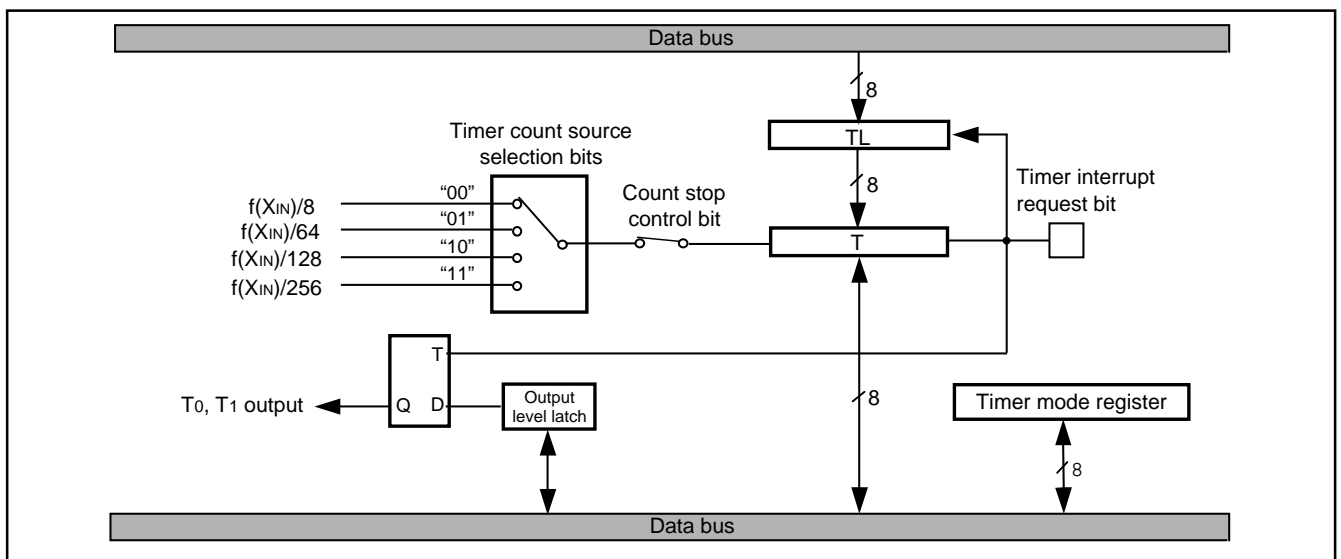 Data bus
8
TL
Timer count source
selection bits
8
Count stop
control bit
Timer interrupt
request bit
f(XIN)/8
"00"
f(XIN)/64
"01"
f(XIN)/128
"10"
f(XIN)/256
"11"
T
T
T0, T1 output
Q D
Output
level latch
8
Timer mode register
8
Data bus